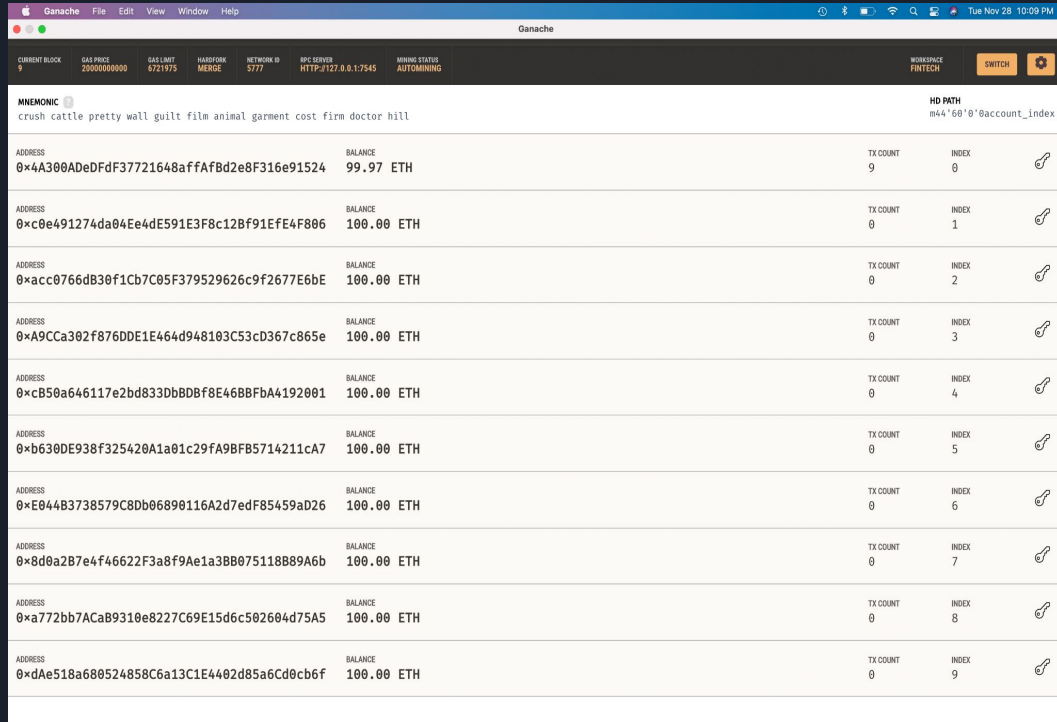 Ganache File Edit View Window Help Tue Nov 28 10:09 PM
Ganache
CURRENT BLOCK GAS PRICE GAS LIMIT HARDFORK NETWORK ID RPC SERVER MINING STATUS WORKSPACE
9 20000000000 6721975 MERGE 5777 HTTP://127.0.0.1:7545 AUTOMINING FINTECH SWITCH
MNEMONIC ? HD PATH
crush cattle pretty wall guilt film animal garment cost firm doctor hill m44'60'0'0account_index
ADDRESS BALANCE TX COUNT INDEX
0×4A300ADeDFdF37721648affAfBd2e8F316e91524 99.97 ETH 9 0
ADDRESS BALANCE TX COUNT INDEX
0×c0e491274da04Ee4dE591E3F8c12Bf91EfE4F806 100.00 ETH 0 1
ADDRESS BALANCE TX COUNT INDEX
0×acc0766dB30f1Cb7C05F379529626c9f2677E6bE 100.00 ETH 0 2
ADDRESS BALANCE TX COUNT INDEX
0×A9CCa302f876DDE1E464d948103C53cD367c865e 100.00 ETH 0 3
ADDRESS BALANCE TX COUNT INDEX
0×cB50a646117e2bd833DbBDBf8E46BBFbA4192001 100.00 ETH 0 4
ADDRESS BALANCE TX COUNT INDEX
0×b630DE938f325420A1a01c29fA9BFB5714211cA7 100.00 ETH 0 5
ADDRESS BALANCE TX COUNT INDEX
0×E044B3738579C8Db06890116A2d7edF85459aD26 100.00 ETH 0 6
ADDRESS BALANCE TX COUNT INDEX
0×8d0a2B7e4f46622F3a8f9Ae1a3BB075118B89A6b 100.00 ETH 0 7
ADDRESS BALANCE TX COUNT INDEX
0×a772bb7ACaB9310e8227C69E15d6c502604d75A5 100.00 ETH 0 8
ADDRESS BALANCE TX COUNT INDEX
0×dAe518a680524858C6a13C1E4402d85a6Cd0cb6f 100.00 ETH 0 9